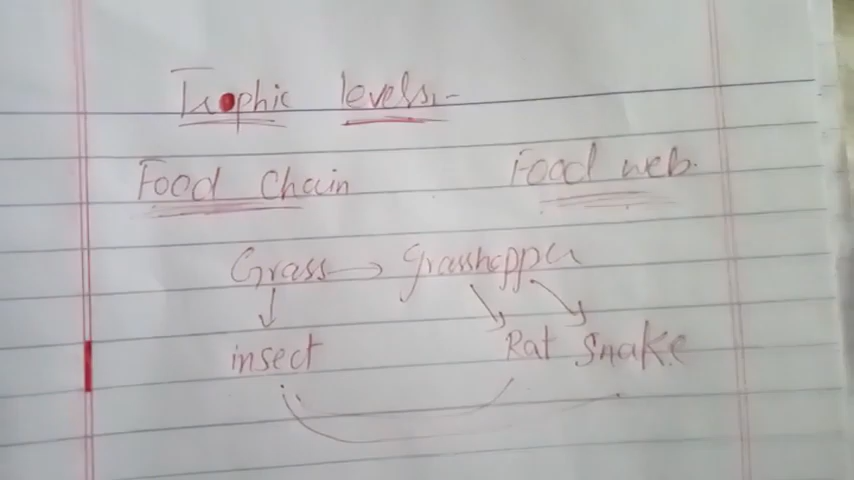 Trophic levels:-
Food Chain Food web.
Grass → Grasshopper
insect Rat Snake